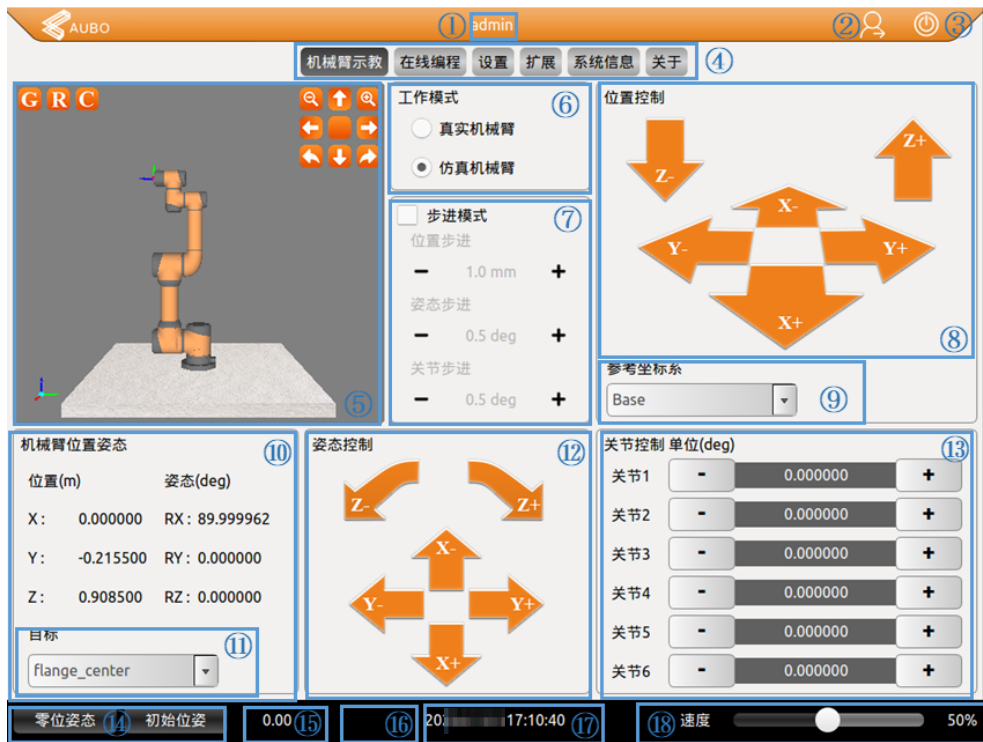 AUBO ① admin ② ③
机械臂示教 在线编程 设置 扩展 系统信息 关于 ④
G R C
⑤
工作模式 ⑥
真实机械臂
仿真机械臂
步进模式 ⑦
位置步进
- 1.0 mm +
姿态步进
- 0.5 deg +
关节步进
- 0.5 deg +
位置控制
Z- Z+
X-
Y- Y+
X+
⑧
参考坐标系
Base ⑨
机械臂位置姿态 ⑩
位置(m) 姿态(deg)
X: 0.000000 RX: 89.999962
Y: -0.215500 RY: 0.000000
Z: 0.908500 RZ: 0.000000
目标 ⑪
flange_center
姿态控制 ⑫
Z- Z+
X-
Y- Y+
X+
关节控制 单位(deg) ⑬
关节1 - 0.000000 +
关节2 - 0.000000 +
关节3 - 0.000000 +
关节4 - 0.000000 +
关节5 - 0.000000 +
关节6 - 0.000000 +
零位姿态 ⑭ 初始位姿 0.00 ⑮ ⑯ 17:10:40 ⑰ ⑱ 速度 50%